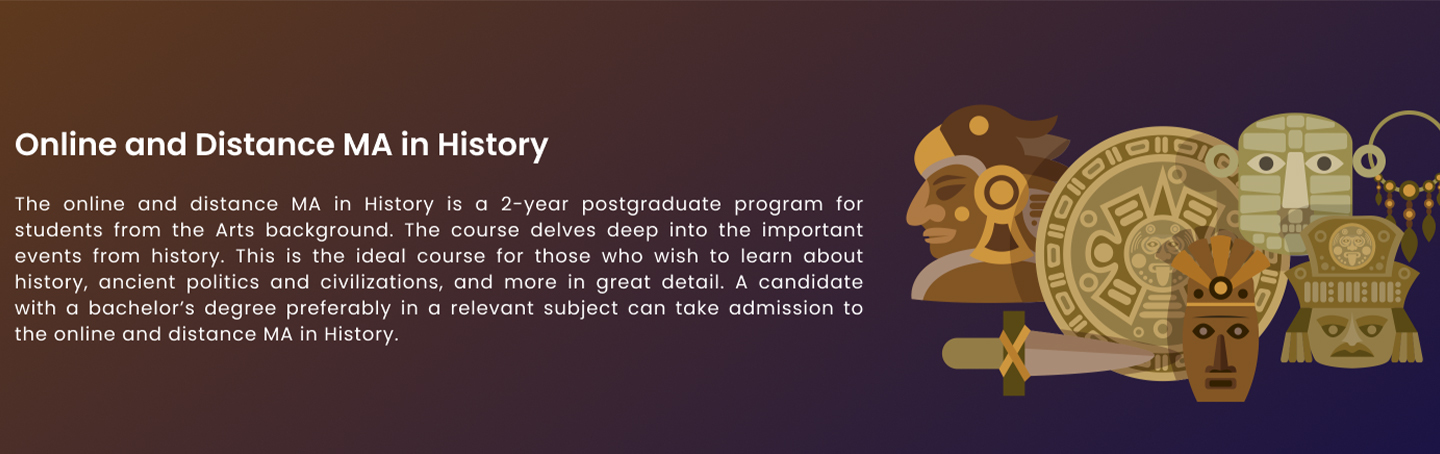 Online and Distance MA in History
The online and distance MA in History is a 2-year postgraduate program for
students from the Arts background. The course delves deep into the important
events from history. This is the ideal course for those who wish to learn about
history, ancient politics and civilizations, and more in great detail. A candidate
with a bachelor’s degree preferably in a relevant subject can take admission to
the online and distance MA in History.